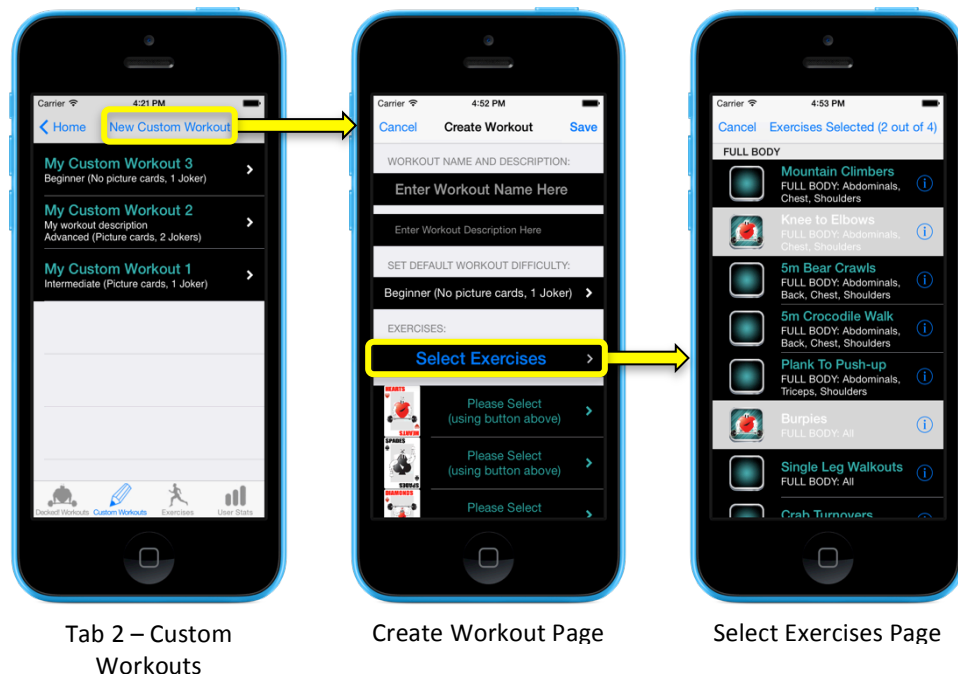 Carrier 4:21 PM
Home New Custom Workout
My Custom Workout 3
Beginner (No picture cards, 1 Joker)
My Custom Workout 2
My workout description
Advanced (Picture cards, 2 Jokers)
My Custom Workout 1
Intermediate (Picture cards, 1 Joker)
Decked! Workouts Custom Workouts Exercises User Stats
Tab 2 – Custom
Workouts
Carrier 4:52 PM
Cancel Create Workout Save
WORKOUT NAME AND DESCRIPTION:
Enter Workout Name Here
Enter Workout Description Here
SET DEFAULT WORKOUT DIFFICULTY:
Beginner (No picture cards, 1 Joker)
EXERCISES:
Select Exercises
HEARTS
Please Select
(using button above)
HEARTS
SPADES
Please Select
(using button above)
SPADES
DIAMONDS
Please Select
Create Workout Page
Carrier 4:53 PM
Cancel Exercises Selected (2 out of 4)
FULL BODY
Mountain Climbers
FULL BODY: Abdominals,
Chest, Shoulders
Knee to Elbows
FULL BODY: Abdominals,
Chest, Shoulders
5m Bear Crawls
FULL BODY: Abdominals,
Back, Chest, Shoulders
5m Crocodile Walk
FULL BODY: Abdominals,
Back, Chest, Shoulders
Plank To Push-up
FULL BODY: Abdominals,
Triceps, Shoulders
Burpies
FULL BODY: All
Single Leg Walkouts
FULL BODY: All
Crab Turnovers
Select Exercises Page